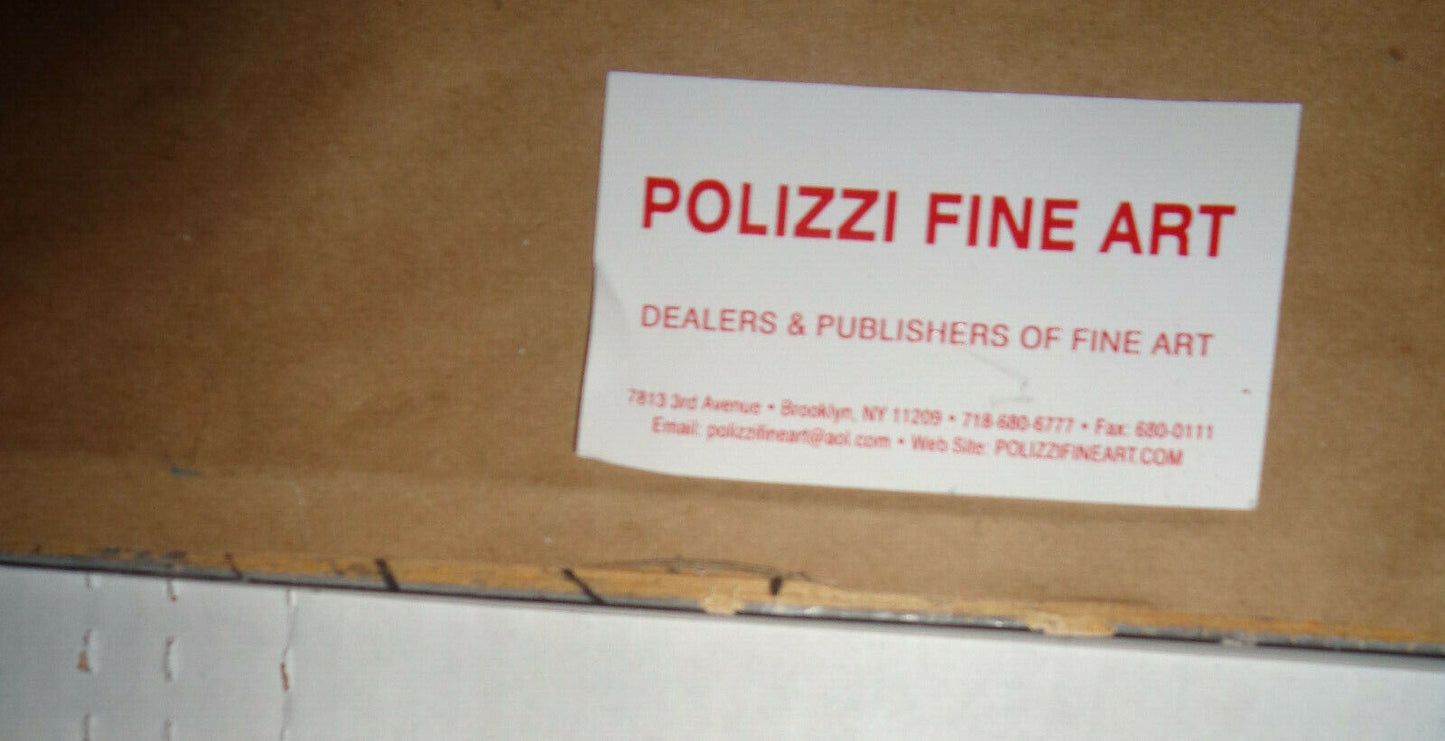 POLIZZI FINE ART
DEALERS & PUBLISHERS OF FINE ART
7813 3rd Avenue • Brooklyn, NY 11209 • 718-680-6777 • Fax: 680-0111
Email: polizzifineart@aol.com • Web Site: POLIZZIFINEART.COM